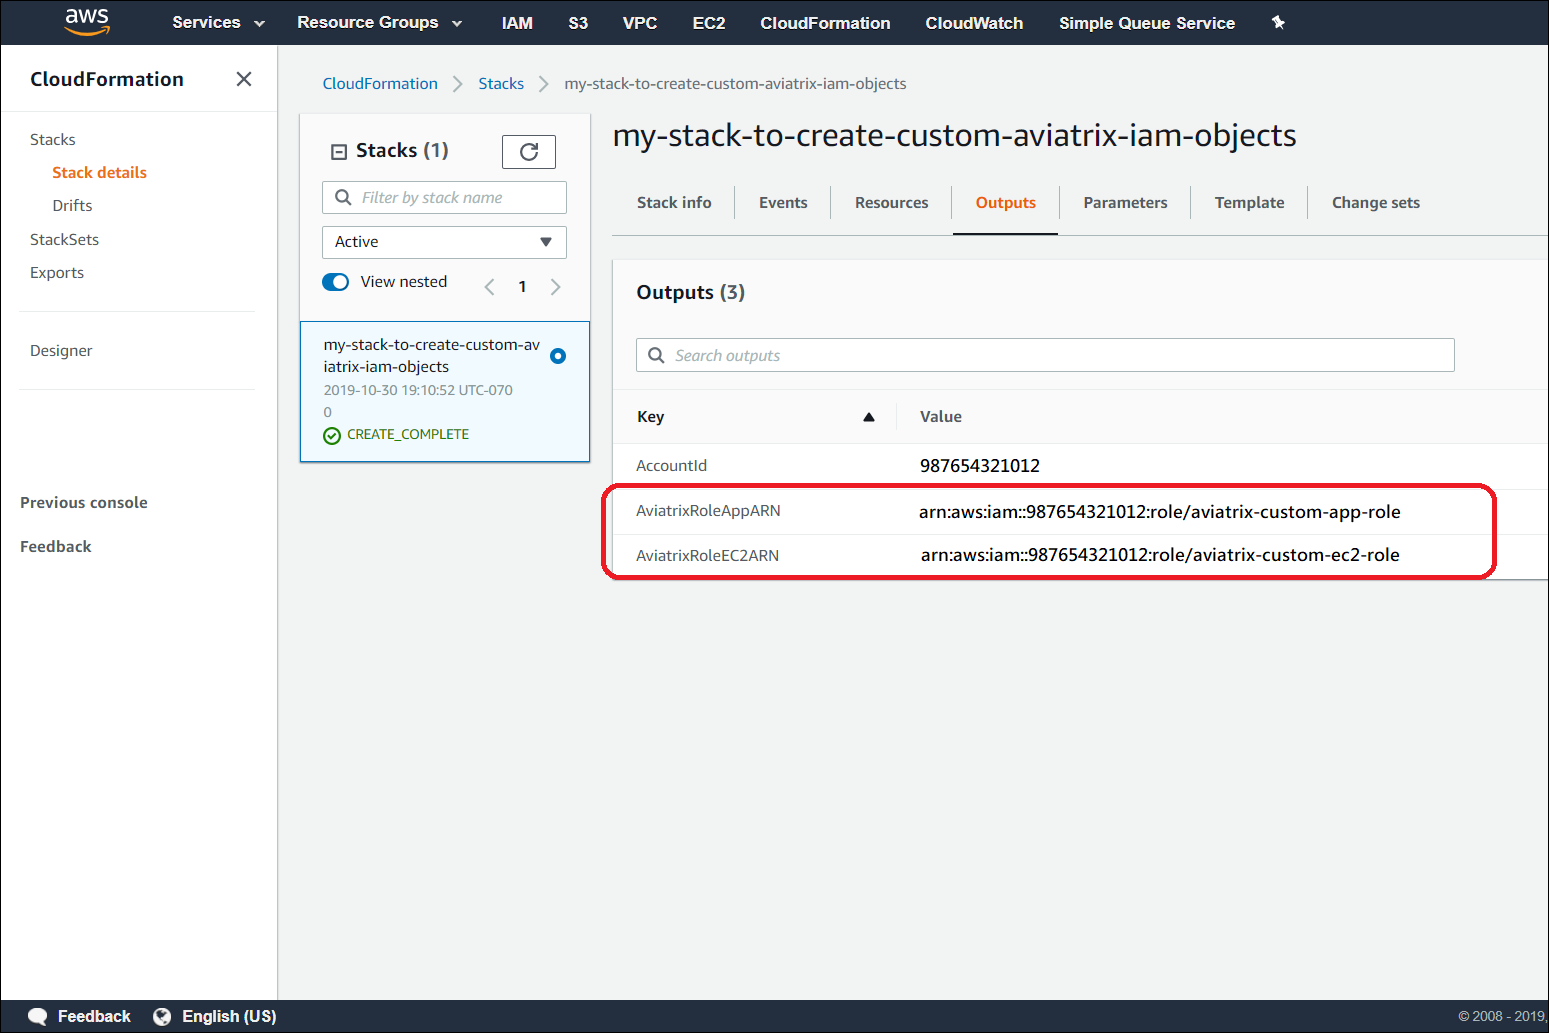 aws Services Resource Groups IAM S3 VPC EC2 CloudFormation CloudWatch Simple Queue Service
CloudFormation
Stacks
Stack details
Drifts
StackSets
Exports
Designer
Previous console
Feedback
CloudFormation Stacks my-stack-to-create-custom-aviatrix-iam-objects
Stacks (1)
Filter by stack name
Active
View nested 1
my-stack-to-create-custom-av
iatrix-iam-objects
2019-10-30 19:10:52 UTC-070
0
CREATE_COMPLETE
my-stack-to-create-custom-aviatrix-iam-objects
Stack info Events Resources Outputs Parameters Template Change sets
Outputs (3)
Search outputs
Key Value
AccountId 987654321012
AviatrixRoleAppARN arn:aws:iam::987654321012:role/aviatrix-custom-app-role
AviatrixRoleEC2ARN arn:aws:iam::987654321012:role/aviatrix-custom-ec2-role
Feedback English (US) © 2008 - 2019,